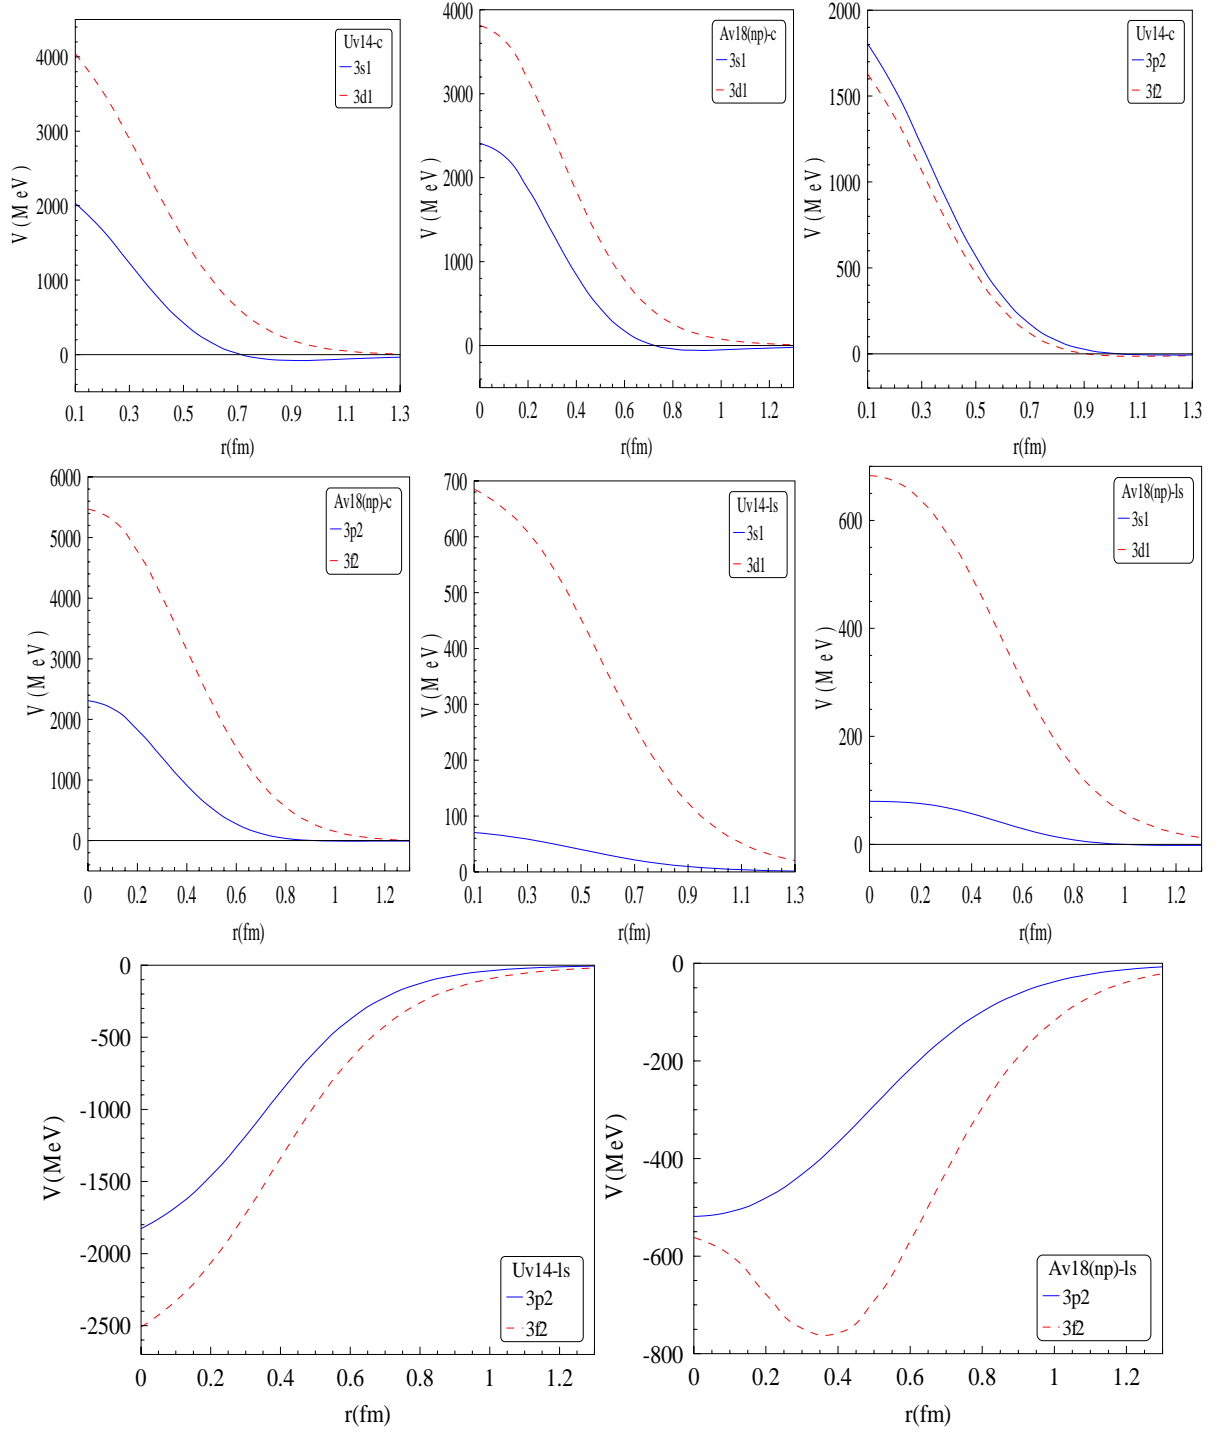 Uv14-c
3s1
3d1
4000
3000
2000
1000
0
V (M eV)
0.1 0.3 0.5 0.7 0.9 1.1 1.3
r(fm)
Av18(np)-c
3s1
3d1
4000
3000
2000
1000
0
V (M eV)
0 0.2 0.4 0.6 0.8 1 1.2
r(fm)
Uv14-c
3p2
3f2
2000
1500
1000
500
0
V (M eV)
0.1 0.3 0.5 0.7 0.9 1.1 1.3
r(fm)
Av18(np)-c
3p2
3f2
6000
5000
4000
3000
2000
1000
0
V (M eV)
0 0.2 0.4 0.6 0.8 1 1.2
r(fm)
Uv14-ls
3s1
3d1
700
600
500
400
300
200
100
0
V (M eV)
0.1 0.3 0.5 0.7 0.9 1.1 1.3
r(fm)
Av18(np)-ls
3s1
3d1
600
400
200
0
V (M eV)
0 0.2 0.4 0.6 0.8 1 1.2
r(fm)
0
-500
-1000
-1500
-2000
-2500
V(MeV)
Uv14-ls
3p2
3f2
0 0.2 0.4 0.6 0.8 1 1.2
r(fm)
0
-200
-400
-600
-800
V(MeV)
Av18(np)-ls
3p2
3f2
0 0.2 0.4 0.6 0.8 1 1.2
r(fm)